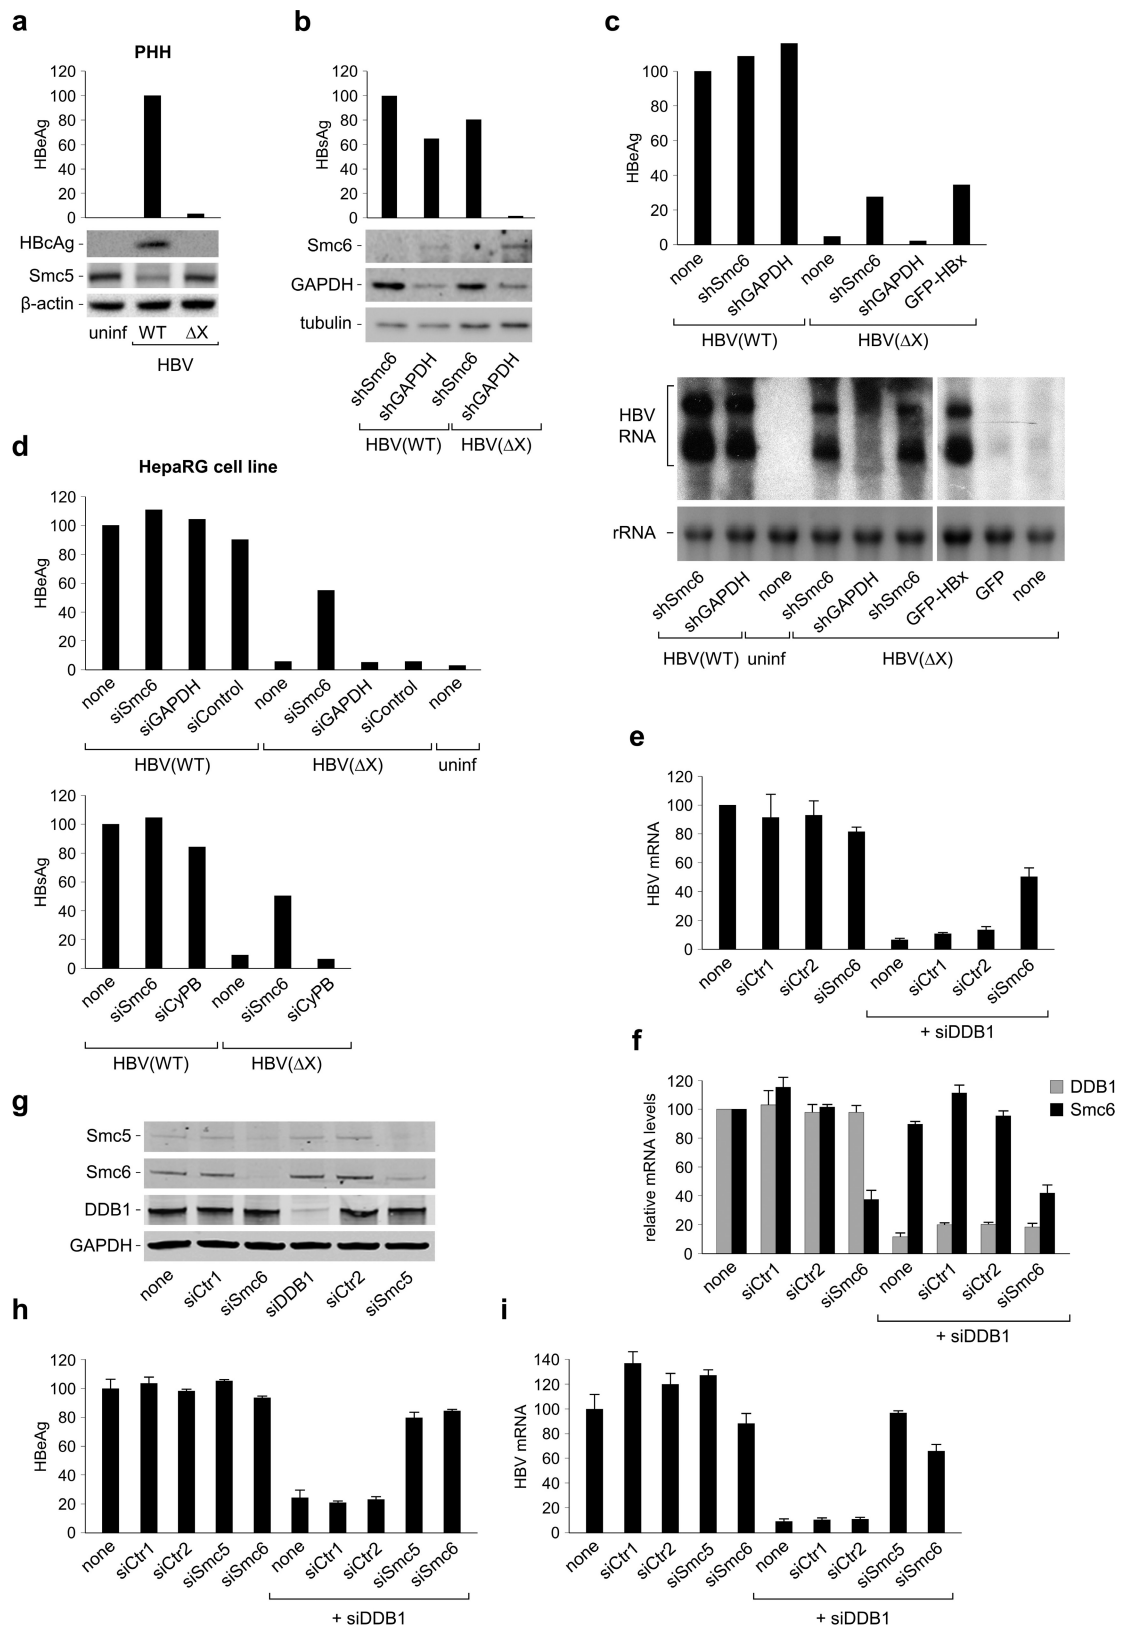 a
PHH
120
100
80
60
40
20
0
HBeAg
HBcAg
Smc5
β-actin
uninf WT ΔX
HBV
b
120
100
80
60
40
20
0
HBsAg
Smc6
GAPDH
tubulin
shSmc6 shGAPDH shSmc6 shGAPDH
HBV(WT) HBV(ΔX)
c
100
80
60
40
20
0
HBeAg
none shSmc6 shGAPDH none shSmc6 shGAPDH GFP-HBx
HBV(WT) HBV(ΔX)
HBV
RNA
rRNA
shSmc6 shGAPDH none shSmc6 shGAPDH shSmc6 GFP-HBx GFP none
HBV(WT) uninf HBV(ΔX)
d
HepaRG cell line
120
100
80
60
40
20
0
HBeAg
none siSmc6 siGAPDH siControl none siSmc6 siGAPDH siControl none
HBV(WT) HBV(ΔX) uninf
120
100
80
60
40
20
0
HBsAg
none siSmc6 siCyPB none siSmc6 siCyPB
HBV(WT) HBV(ΔX)
e
120
100
80
60
40
20
0
HBV mRNA
none siCtr1 siCtr2 siSmc6 none siCtr1 siCtr2 siSmc6
+ siDDB1
f
120
100
80
60
40
20
0
relative mRNA levels
DDB1
Smc6
none siCtr1 siCtr2 siSmc6 none siCtr1 siCtr2 siSmc6
+ siDDB1
g
Smc5
Smc6
DDB1
GAPDH
none siCtr1 siSmc6 siDDB1 siCtr2 siSmc5
h
120
100
80
60
40
20
0
HBeAg
none siCtr1 siCtr2 siSmc5 siSmc6 none siCtr1 siCtr2 siSmc5 siSmc6
+ siDDB1
i
140
120
100
80
60
40
20
0
HBV mRNA
none siCtr1 siCtr2 siSmc5 siSmc6 none siCtr1 siCtr2 siSmc5 siSmc6
+ siDDB1